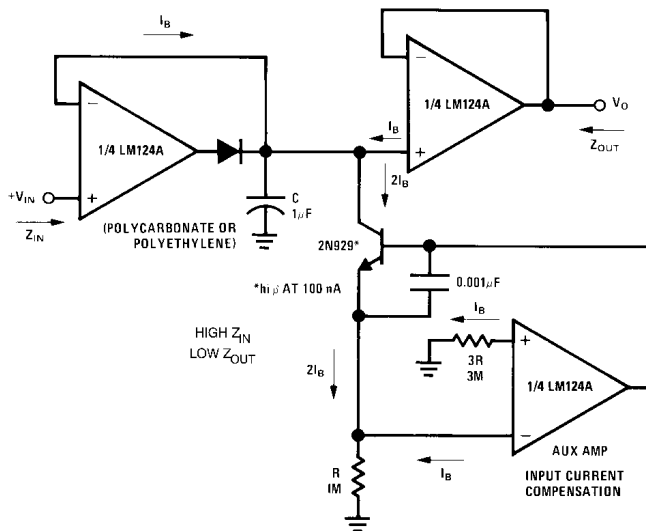 I_B
−
1/4 LM124A
+V_IN
+
Z_IN
C
1μF
(POLYCARBONATE OR
POLYETHYLENE)
−
1/4 LM124A
+
I_B
V_O
Z_OUT
2I_B
2N929*
*hi β AT 100 nA
0.001μF
HIGH Z_IN
LOW Z_OUT
2I_B
I_B
3R
3M
+
1/4 LM124A
−
AUX AMP
INPUT CURRENT
COMPENSATION
I_B
R
1M